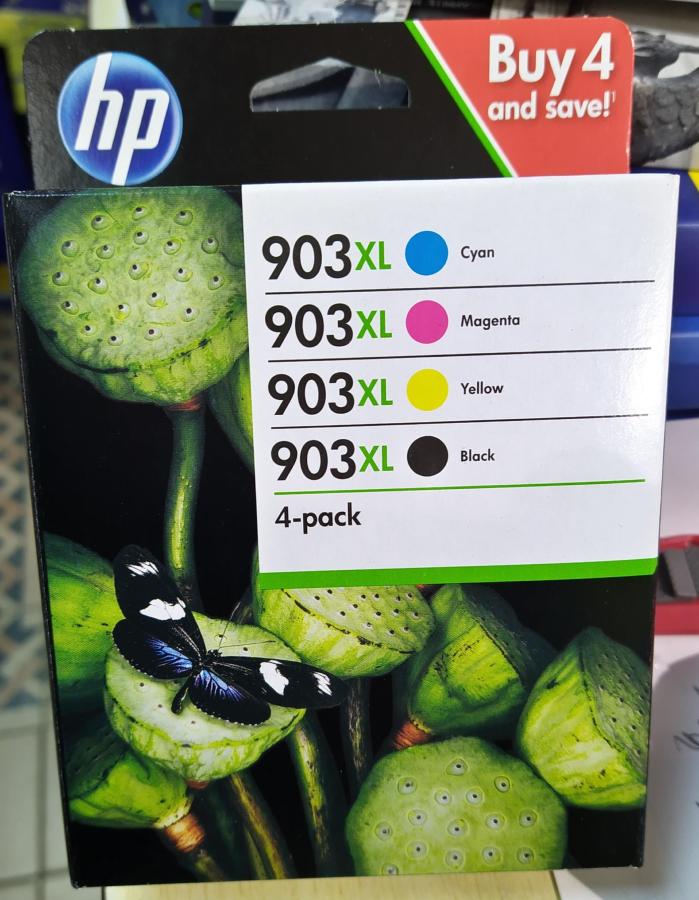 hp
Buy 4
and save!¹
903XL Cyan
903XL Magenta
903XL Yellow
903XL Black
4-pack